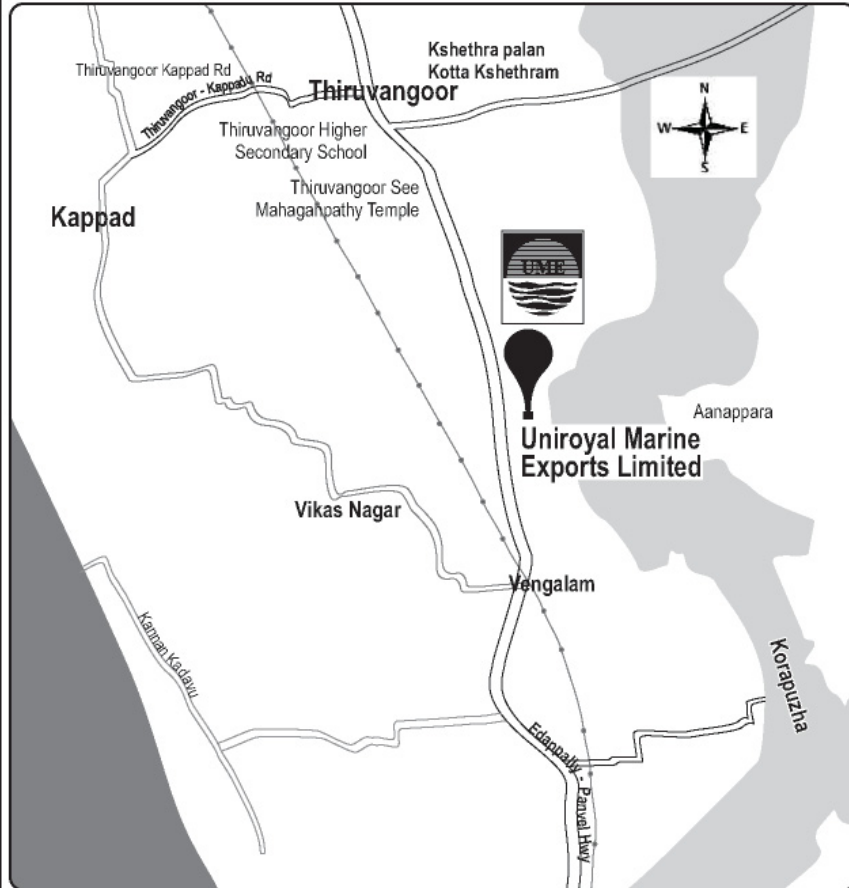 Kshethra palan
Kotta Kshethram
Thiruvangoor Kappad Rd
Thiruvangoor - Kappadu Rd
Thiruvangoor
N
W E
S
Thiruvangoor Higher
Secondary School
Thiruvangoor See
Mahaganpathy Temple
Kappad
UME
Aanappara
Uniroyal Marine
Exports Limited
Vikas Nagar
Vengalam
Kannan Kadavu
Korapuzha
Edappally - Panvel Hwy